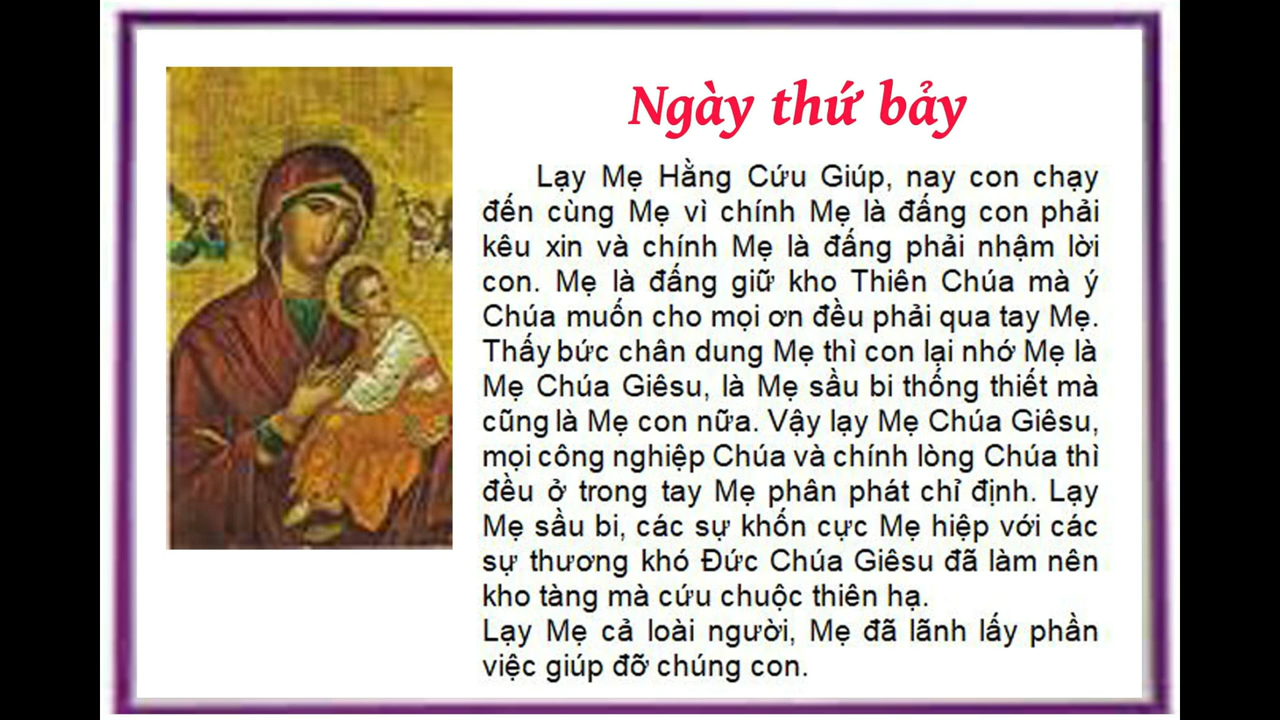 Ngày thứ bảy
Lạy Mẹ Hằng Cứu Giúp, nay con chạy
đến cùng Mẹ vì chính Mẹ là đấng con phải
kêu xin và chính Mẹ là đấng phải nhậm lời
con. Mẹ là đấng giữ kho Thiên Chúa mà ý
Chúa muốn cho mọi ơn đều phải qua tay Mẹ.
Thấy bức chân dung Mẹ thì con lại nhớ Mẹ là
Mẹ Chúa Giêsu, là Mẹ sầu bi thống thiết mà
cũng là Mẹ con nữa. Vậy lạy Mẹ Chúa Giêsu,
mọi công nghiệp Chúa và chính lòng Chúa thì
đều ở trong tay Mẹ phân phát chỉ định. Lạy
Mẹ sầu bi, các sự khốn cực Mẹ hiệp với các
sự thương khó Đức Chúa Giêsu đã làm nên
kho tàng mà cứu chuộc thiên hạ.
Lạy Mẹ cả loài người, Mẹ đã lãnh lấy phần
việc giúp đỡ chúng con.